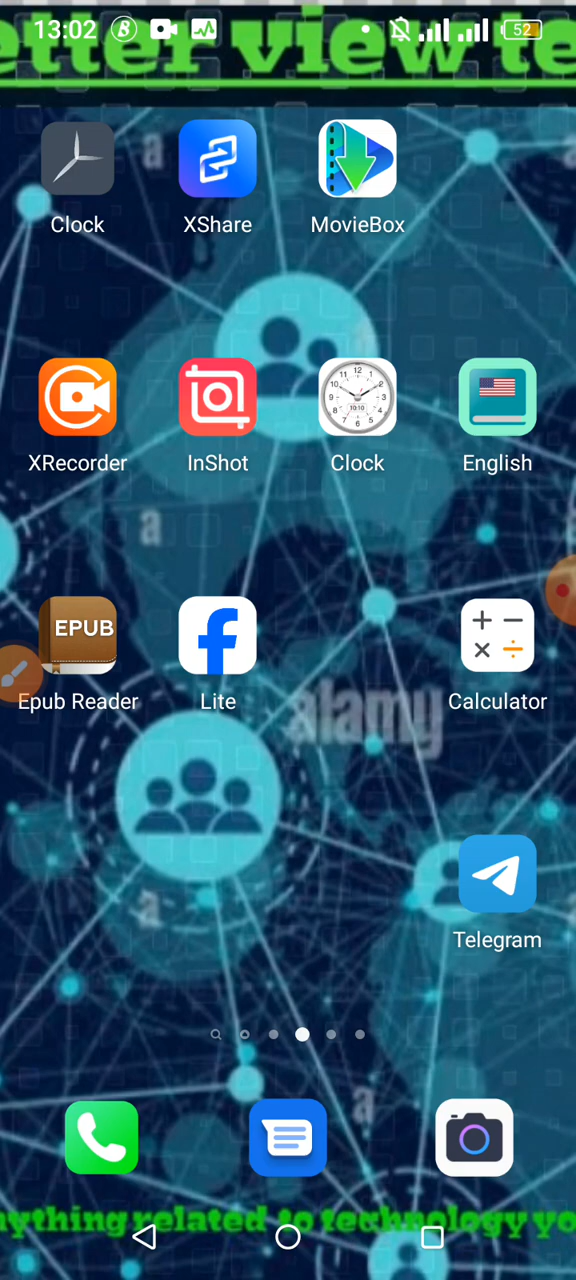 etter view te
13:02 52
Clock XShare MovieBox
XRecorder InShot Clock English
EPUB
Epub Reader Lite Calculator
alamy
Telegram
ything related to technology yo